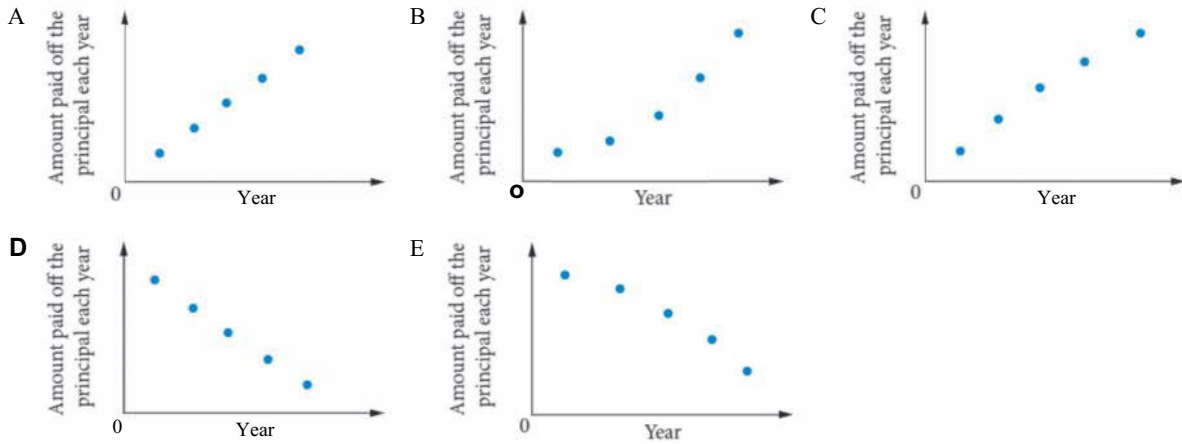 A
Amount paid off the
principal each year
0
Year
B
Amount paid off the
principal each year
O
Year
C
Amount paid off the
principal each year
0
Year
D
Amount paid off the
principal each year
0
Year
E
Amount paid off the
principal each year
0
Year